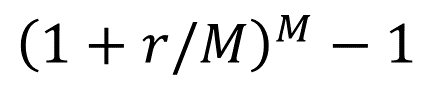 (1 + r/M)^M − 1